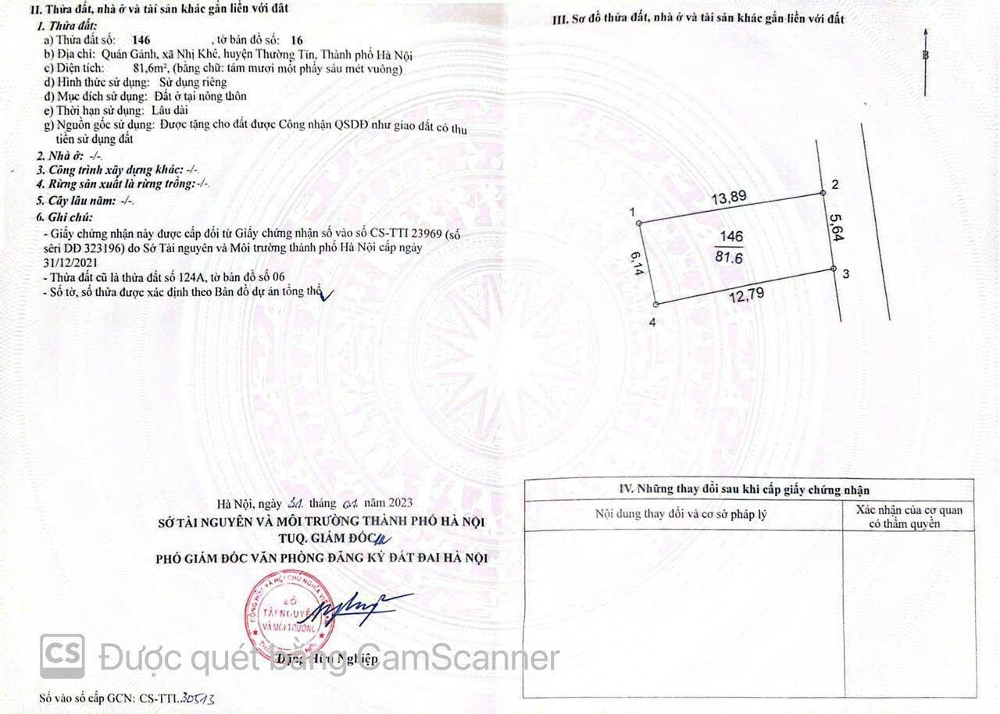 II. Thửa đất, nhà ở và tài sản khác gắn liền với đất
1. Thửa đất:
a) Thửa đất số: 146 , tờ bản đồ số: 16
b) Địa chỉ: Quán Gánh, xã Nhị Khê, huyện Thường Tín, Thành phố Hà Nội
c) Diện tích: 81,6m², (bằng chữ: tám mươi mốt phẩy sáu mét vuông)
d) Hình thức sử dụng: Sử dụng riêng
đ) Mục đích sử dụng: Đất ở tại nông thôn
e) Thời hạn sử dụng: Lâu dài
g) Nguồn gốc sử dụng: Được tặng cho đất được Công nhận QSDĐ như giao đất có thu
tiền sử dụng đất
2. Nhà ở: -/-.
3. Công trình xây dựng khác: -/-.
4. Rừng sản xuất là rừng trồng:-/-.
5. Cây lâu năm: -/-.
6. Ghi chú:
- Giấy chứng nhận này được cấp đổi từ Giấy chứng nhận số vào sổ CS-TTI 23969 (số
sêri DĐ 323196) do Sở Tài nguyên và Môi trường thành phố Hà Nội cấp ngày
31/12/2021
- Thửa đất cũ là thửa đất số 124A, tờ bản đồ số 06
- Số tờ, số thửa được xác định theo Bản đồ dự án tổng thể
Hà Nội, ngày 31 tháng 01 năm 2023
SỞ TÀI NGUYÊN VÀ MÔI TRƯỜNG THÀNH PHỐ HÀ NỘI
TUQ. GIÁM ĐỐC
PHÓ GIÁM ĐỐC VĂN PHÒNG ĐĂNG KÝ ĐẤT ĐAI HÀ NỘI
SỞ
TÀI NGUYÊN
VÀ MÔI TRƯỜNG
Đặng Hữu Nghiệp
CS Được quét bằng CamScanner
Số vào sổ cấp GCN: CS-TTI.30513
III. Sơ đồ thửa đất, nhà ở và tài sản khác gắn liền với đất
B
1
13,89
2
146
81.6
5,64
6,14
3
12,79
4
IV. Những thay đổi sau khi cấp giấy chứng nhận
Nội dung thay đổi và cơ sở pháp lý
Xác nhận của cơ quan
có thẩm quyền